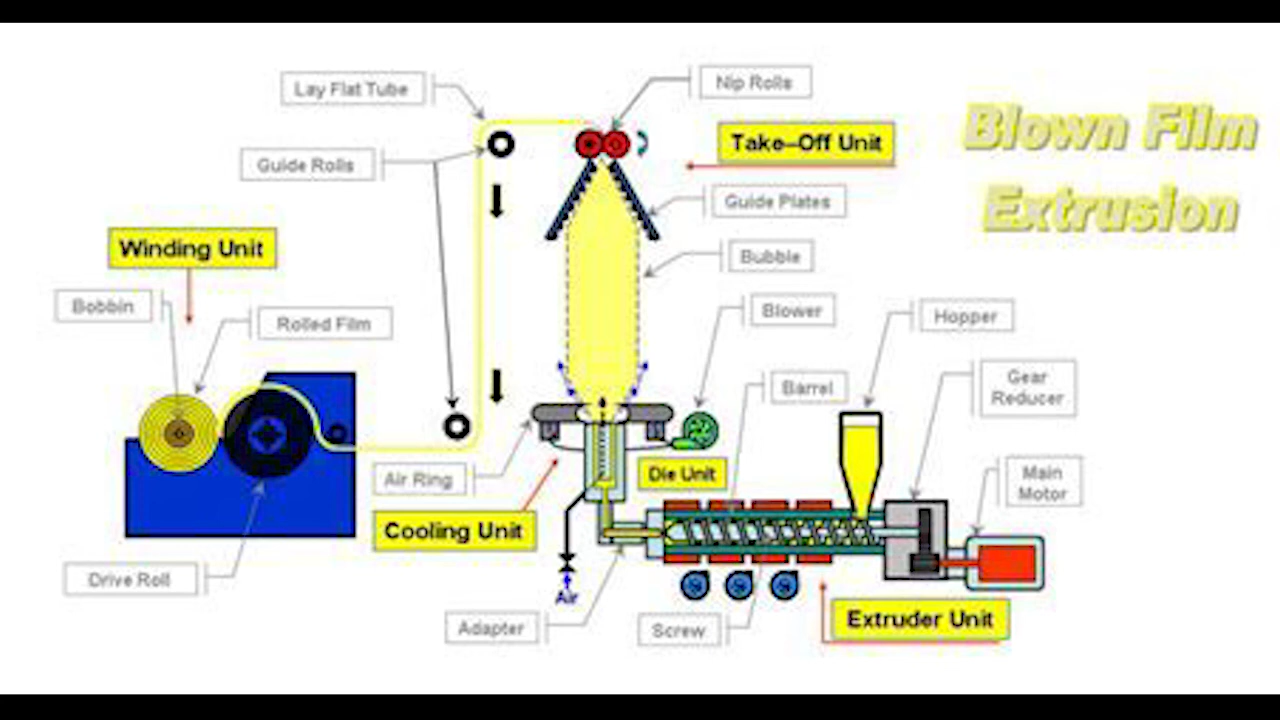 Blown Film
Extrusion
Lay Flat Tube
Nip Rolls
Take-Off Unit
Guide Rolls
Guide Plates
Winding Unit
Bubble
Bobbin
Rolled Film
Blower
Hopper
Barrel
Gear
Reducer
Air Ring
Die Unit
Main
Motor
Cooling Unit
Drive Roll
Air
Adapter
Screw
Extruder Unit